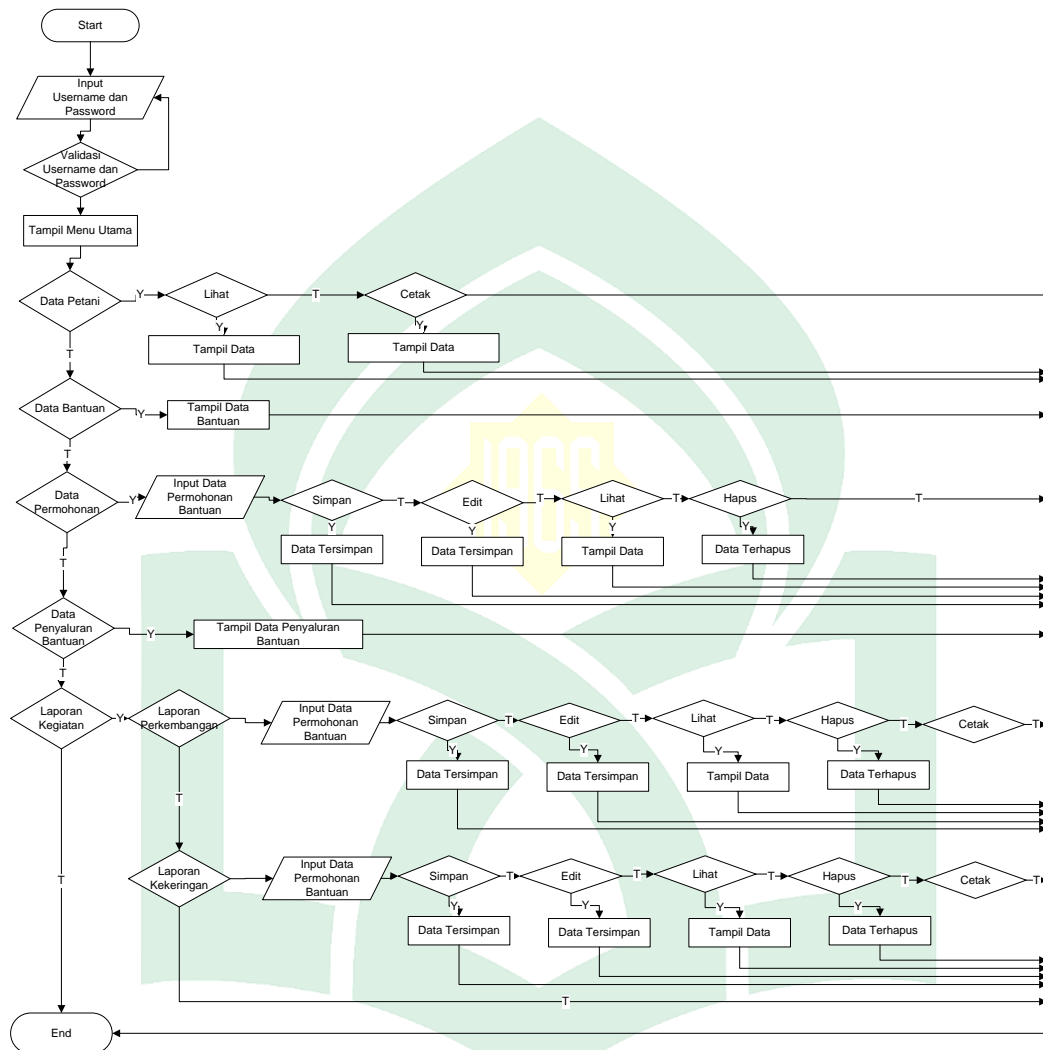 Start
Input
Username dan
Password
Validasi
Username dan
Password
Tampil Menu Utama
Data Petani
Y
Lihat
T
Cetak
Y
Y
Tampil Data
Tampil Data
T
Data Bantuan
Y
Tampil Data
Bantuan
T
Data
Permohonan
Y
Input Data
Permohonan
Bantuan
Simpan
T
Edit
T
Lihat
T
Hapus
T
Y
Y
Y
Y
Data Tersimpan
Data Tersimpan
Tampil Data
Data Terhapus
T
Data
Penyaluran
Bantuan
Y
Tampil Data Penyaluran
Bantuan
T
Laporan
Kegiatan
Y
Laporan
Perkembangan
Input Data
Permohonan
Bantuan
Simpan
T
Edit
T
Lihat
T
Hapus
T
Cetak
T
Y
Y
Y
Y
Data Tersimpan
Data Tersimpan
Tampil Data
Data Terhapus
T
T
Laporan
Kekeringan
Input Data
Permohonan
Bantuan
Simpan
T
Edit
T
Lihat
T
Hapus
T
Cetak
T
Y
Y
Y
Y
Data Tersimpan
Data Tersimpan
Tampil Data
Data Terhapus
T
End